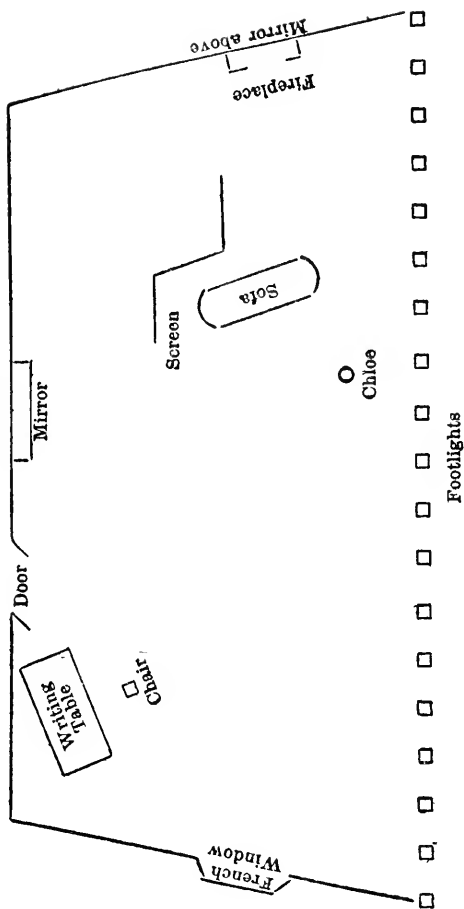 Door
Mirror
Writing
Table
Chair
Screen
French
Window
Sofa
Fireplace
Mirror above
Chloe
Footlights